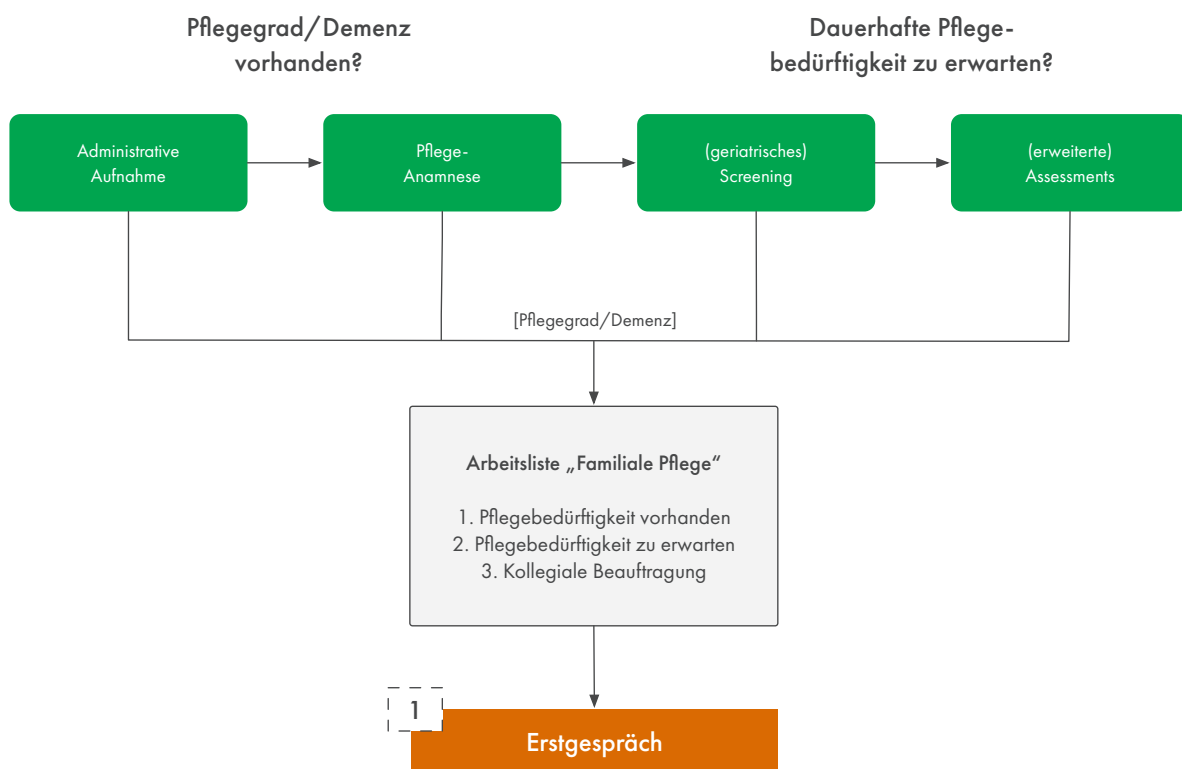 Pflegegrad/Demenz
vorhanden?
Dauerhafte Pflege-
bedürftigkeit zu erwarten?
Administrative
Aufnahme
Pflege-
Anamnese
(geriatrisches)
Screening
(erweiterte)
Assessments
[Pflegegrad/Demenz]
Arbeitsliste „Familiale Pflege“
1. Pflegebedürftigkeit vorhanden
2. Pflegebedürftigkeit zu erwarten
3. Kollegiale Beauftragung
1
Erstgespräch